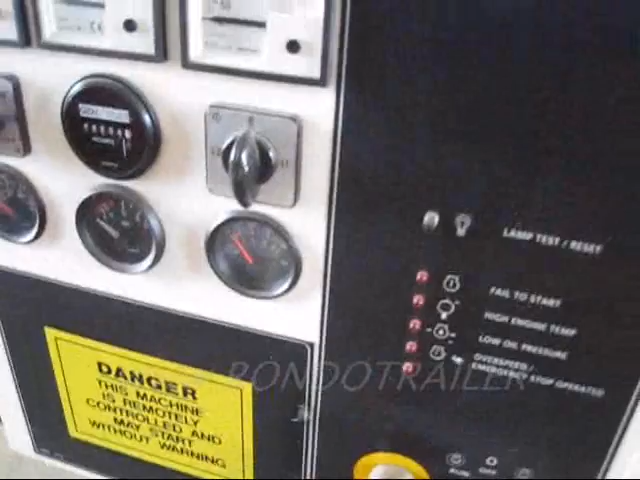 LAMP TEST / RESET
FAIL TO START
HIGH ENGINE TEMP
LOW OIL PRESSURE
OVERSPEED /
EMERGENCY STOP OPERATED
DANGER
THIS MACHINE
IS REMOTELY
CONTROLLED AND
MAY START
WITHOUT WARNING
BONDOTRAILER